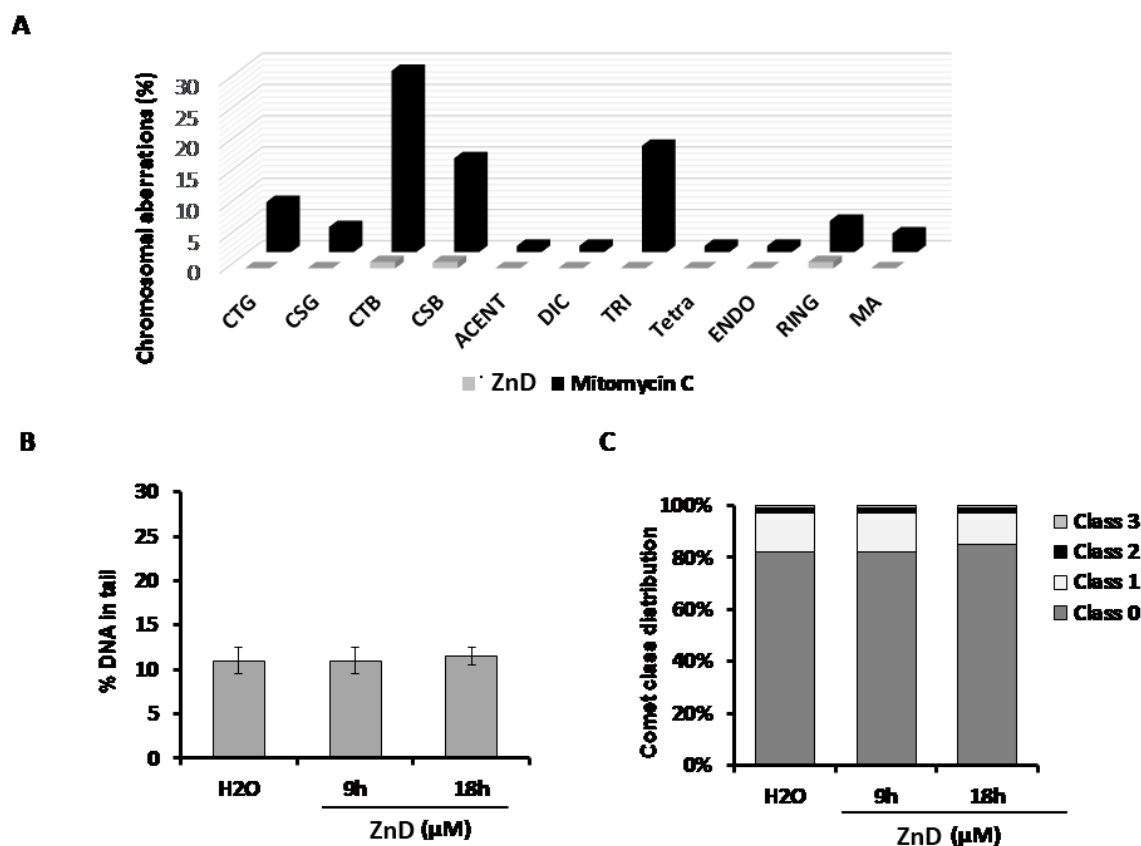 A
Chromosomal aberrations (%)
30
25
20
15
10
5
0
CTG
CSG
CTB
CSB
ACENT
DIC
TRI
Tetra
ENDO
RING
MA
ZnD Mitomycin C
B
% DNA in tail
30
25
20
15
10
5
0
H2O 9h 18h
ZnD (µM)
C
Comet class distribution
100%
80%
60%
40%
20%
0%
H2O 9h 18h
ZnD (µM)
Class 3
Class 2
Class 1
Class 0